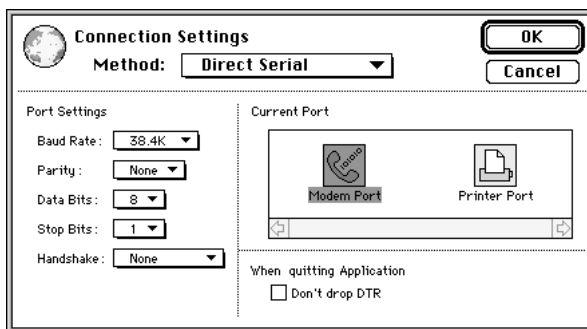 Connection Settings
Method: Direct Serial
OK
Cancel
Port Settings
Baud Rate: 38.4K
Parity: None
Data Bits: 8
Stop Bits: 1
Handshake: None
Current Port
101010
Modem Port
Printer Port
When quitting Application
Don't drop DTR